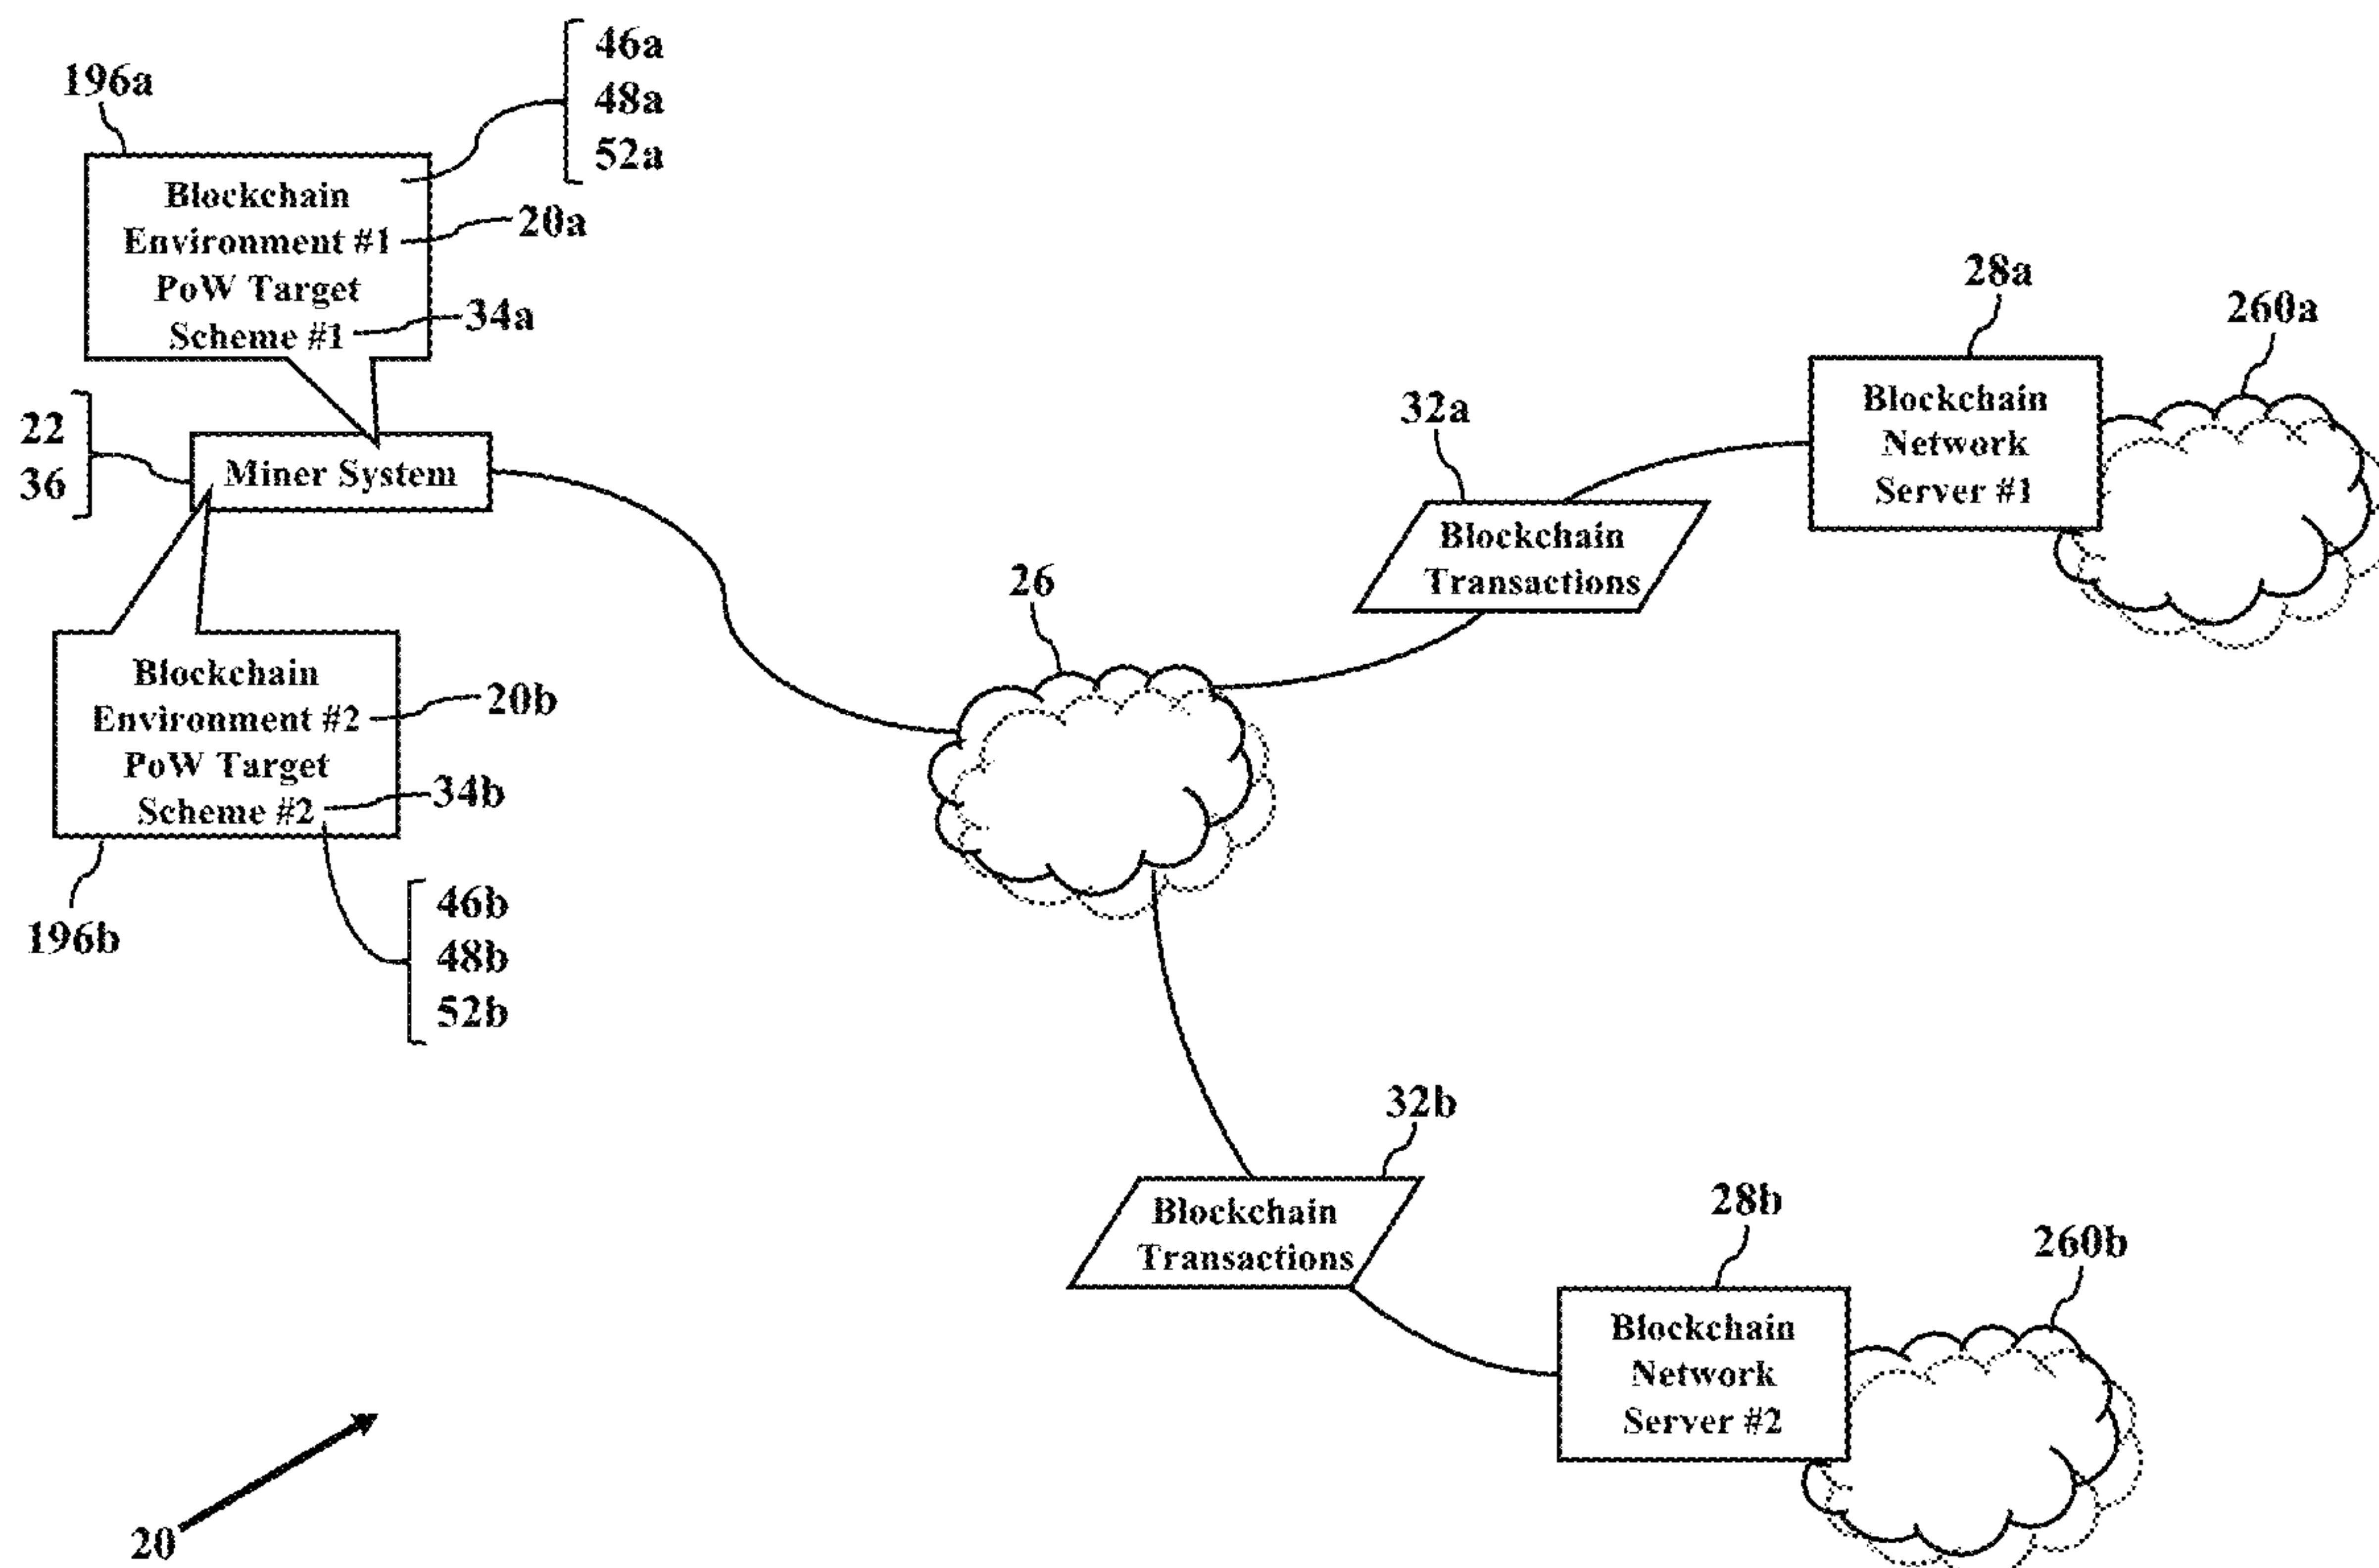 46a
48a
52a
196a
Blockchain
Environment #1
PoW Target
Scheme #1
20a
34a
22
36
Miner System
Blockchain
Environment #2
PoW Target
Scheme #2
20b
34b
196b
46b
48b
52b
26
32a
Blockchain
Transactions
28a
Blockchain
Network
Server #1
260a
32b
Blockchain
Transactions
28b
Blockchain
Network
Server #2
260b
20